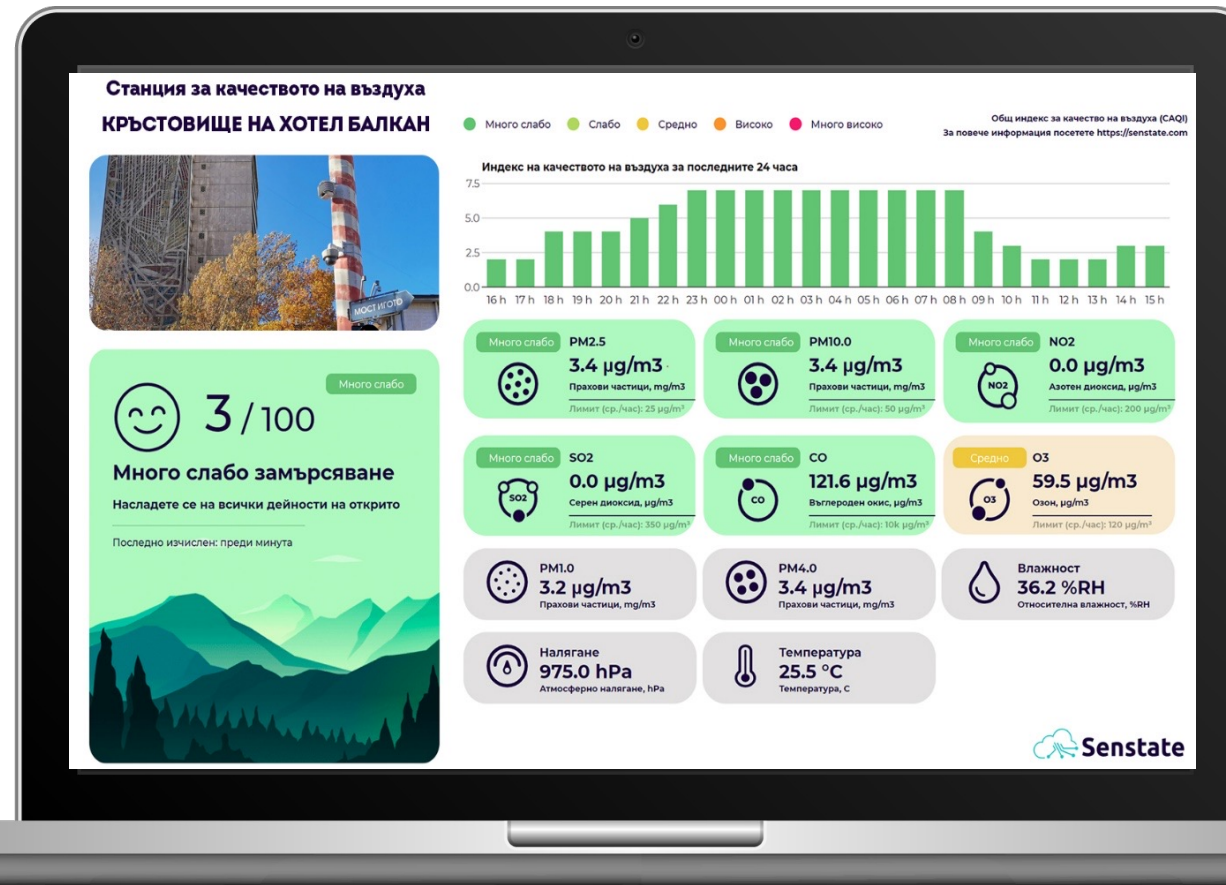 Станция за качеството на въздуха
КРЪСТОВИЩЕ НА ХОТЕЛ БАЛКАН
МОСТ ИГОТО
Много слабо
3 / 100
Много слабо замърсяване
Насладете се на всички дейности на открито
Последно изчислен: преди минута
Много слабо Слабо Средно Високо Много високо
Общ индекс за качество на въздуха (CAQI)
За повече информация посетете https://senstate.com
Индекс на качеството на въздуха за последните 24 часа
7.5
5.0
2.5
0.0
16 h 17 h 18 h 19 h 20 h 21 h 22 h 23 h 00 h 01 h 02 h 03 h 04 h 05 h 06 h 07 h 08 h 09 h 10 h 11 h 12 h 13 h 14 h 15 h
Много слабо PM2.5
3.4 µg/m3
Прахови частици, mg/m3
Лимит (ср./час): 25 µg/m³
Много слабо PM10.0
3.4 µg/m3
Прахови частици, mg/m3
Лимит (ср./час): 50 µg/m³
Много слабо NO2
NO2
0.0 µg/m3
Азотен диоксид, µg/m3
Лимит (ср./час): 200 µg/m³
Много слабо SO2
SO2
0.0 µg/m3
Серен диоксид, µg/m3
Лимит (ср./час): 350 µg/m³
Много слабо CO
CO
121.6 µg/m3
Въглероден окис, µg/m3
Лимит (ср./час): 10k µg/m³
Средно O3
O3
59.5 µg/m3
Озон, µg/m3
Лимит (ср./час): 120 µg/m³
PM1.0
3.2 µg/m3
Прахови частици, mg/m3
PM4.0
3.4 µg/m3
Прахови частици, mg/m3
Влажност
36.2 %RH
Относителна влажност, %RH
Налягане
975.0 hPa
Атмосферно налягане, hPa
Температура
25.5 °C
Температура, C
Senstate